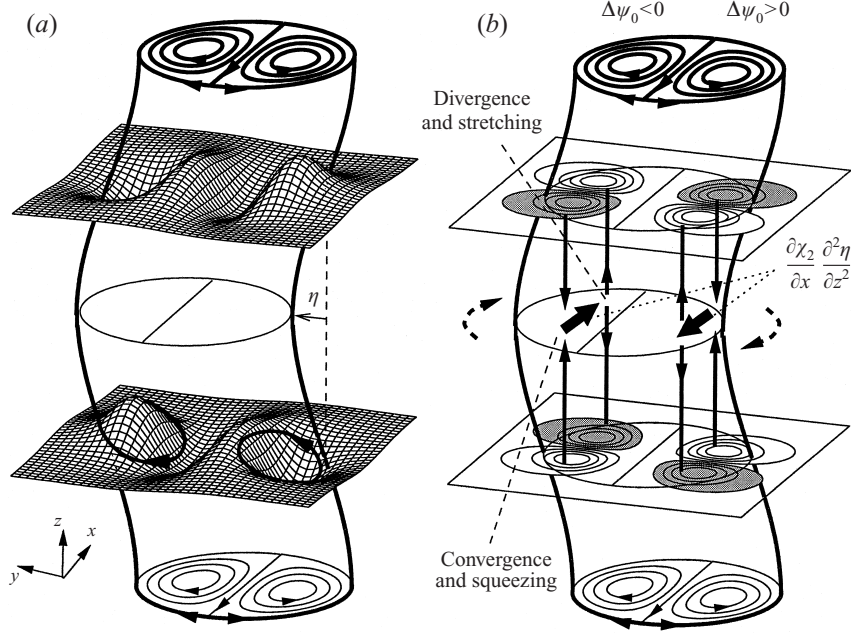 (a)
(b)
Δψ₀<0
Δψ₀>0
Divergence
and stretching
η
∂χ₂/∂x ∂²η/∂z²
z
x
y
Convergence
and squeezing